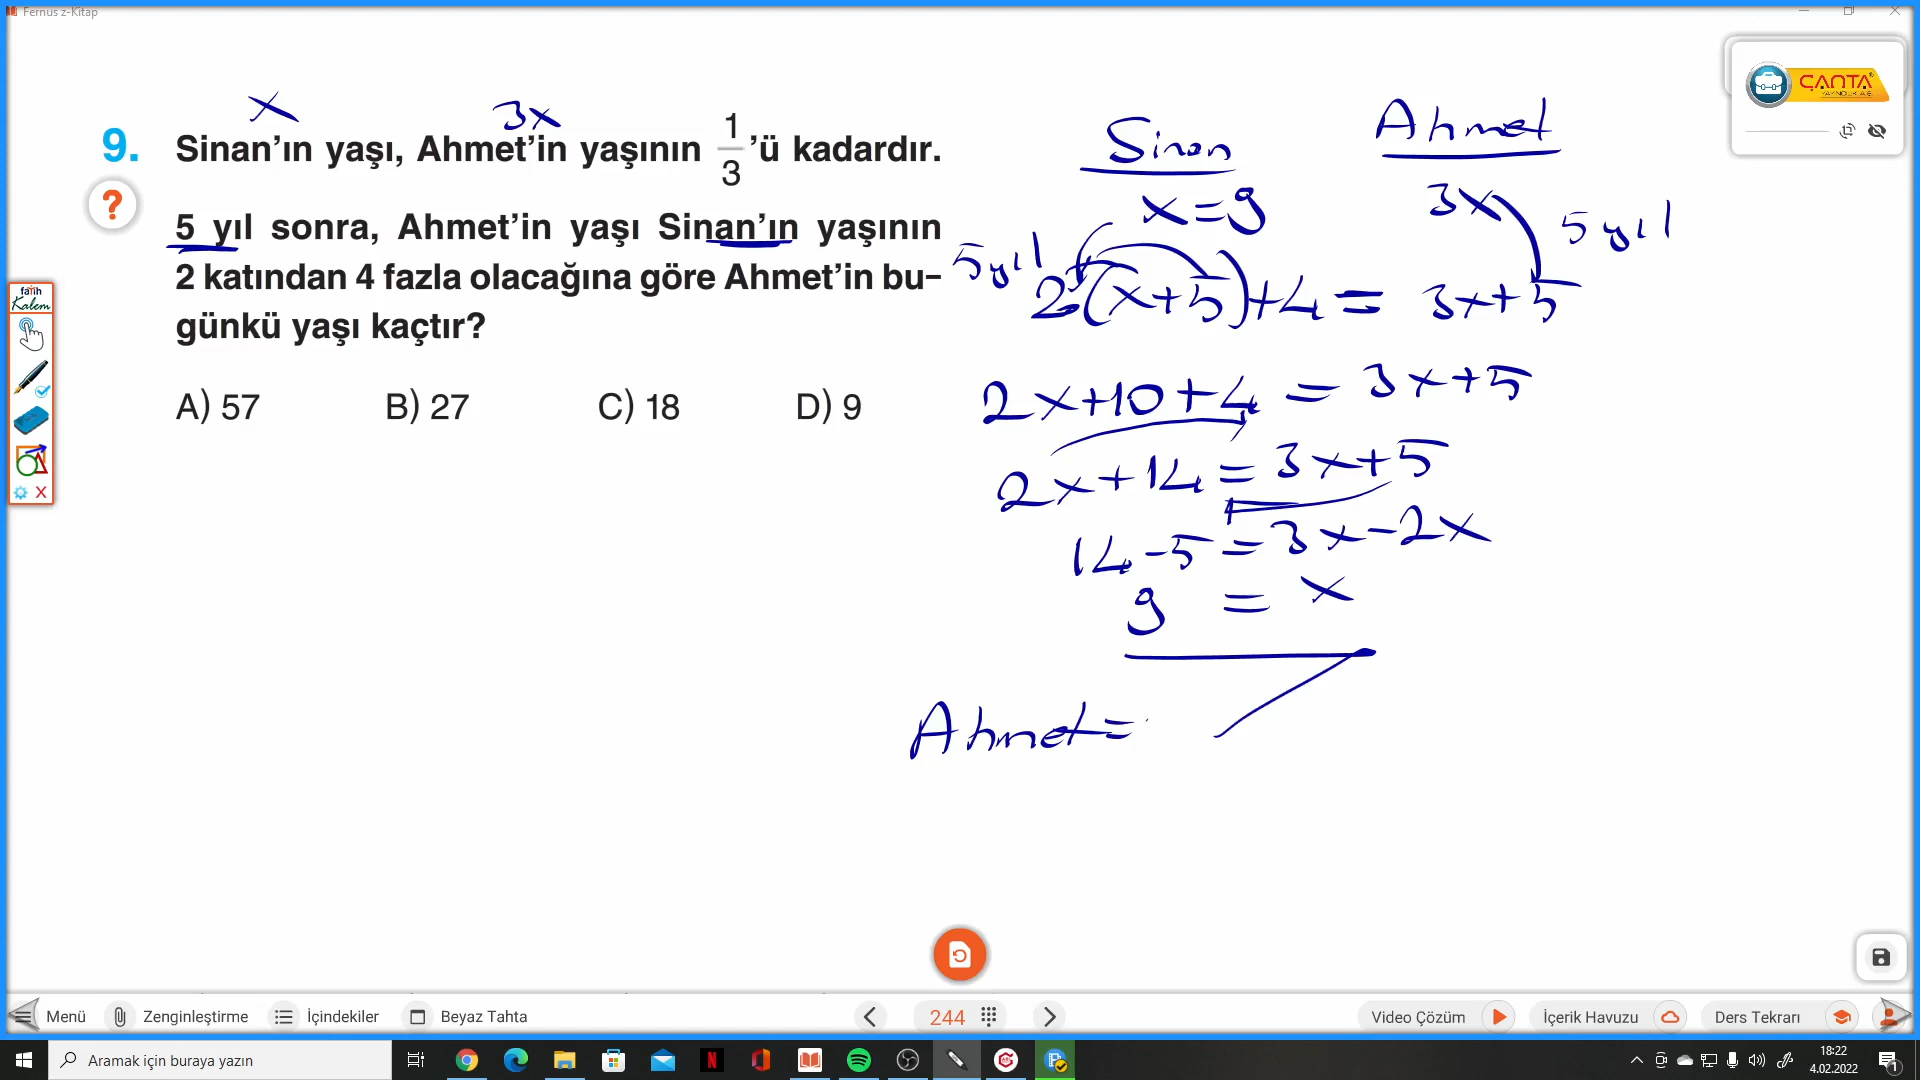 Fernus z-Kitap
ÇANTA
YAYINCILIK A.Ş.
x 3x
9. Sinan’ın yaşı, Ahmet’in yaşının 1/3 ’ü kadardır.
5 yıl sonra, Ahmet’in yaşı Sinan’ın yaşının
2 katından 4 fazla olacağına göre Ahmet’in bu-
günkü yaşı kaçtır?
A) 57 B) 27 C) 18 D) 9
Sinan Ahmet
x=9 3x
5 yıl 5 yıl
2(x+5)+4 = 3x+5
2x+10+4 = 3x+5
2x+14 = 3x+5
14-5 = 3x-2x
9 = x
Ahmet=
fatih
Kalem
Menü Zenginleştirme İçindekiler Beyaz Tahta 244 Video Çözüm İçerik Havuzu Ders Tekrarı
Aramak için buraya yazın
18:22
4.02.2022
1